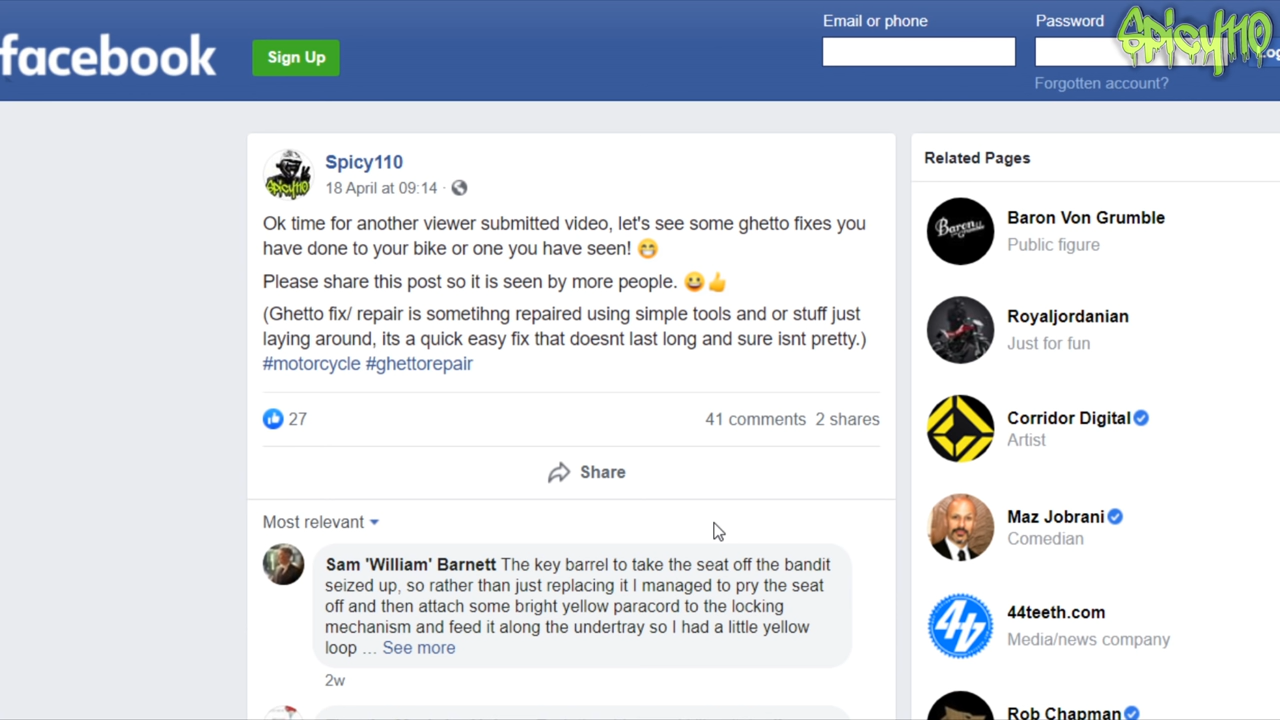 facebook
Sign Up
Email or phone
Password
Forgotten account?
Spicy110
Spicy110
18 April at 09:14 ·
Ok time for another viewer submitted video, let's see some ghetto fixes you
have done to your bike or one you have seen! 😁
Please share this post so it is seen by more people. 😀👍
(Ghetto fix/ repair is sometihng repaired using simple tools and or stuff just
laying around, its a quick easy fix that doesnt last long and sure isnt pretty.)
#motorcycle #ghettorepair
27
41 comments 2 shares
Share
Most relevant
Sam 'William' Barnett The key barrel to take the seat off the bandit
seized up, so rather than just replacing it I managed to pry the seat
off and then attach some bright yellow paracord to the locking
mechanism and feed it along the undertray so I had a little yellow
loop … See more
2w
Related Pages
Baron Von Grumble
Public figure
Royaljordanian
Just for fun
Corridor Digital
Artist
Maz Jobrani
Comedian
44teeth.com
Media/news company
Rob Chapman